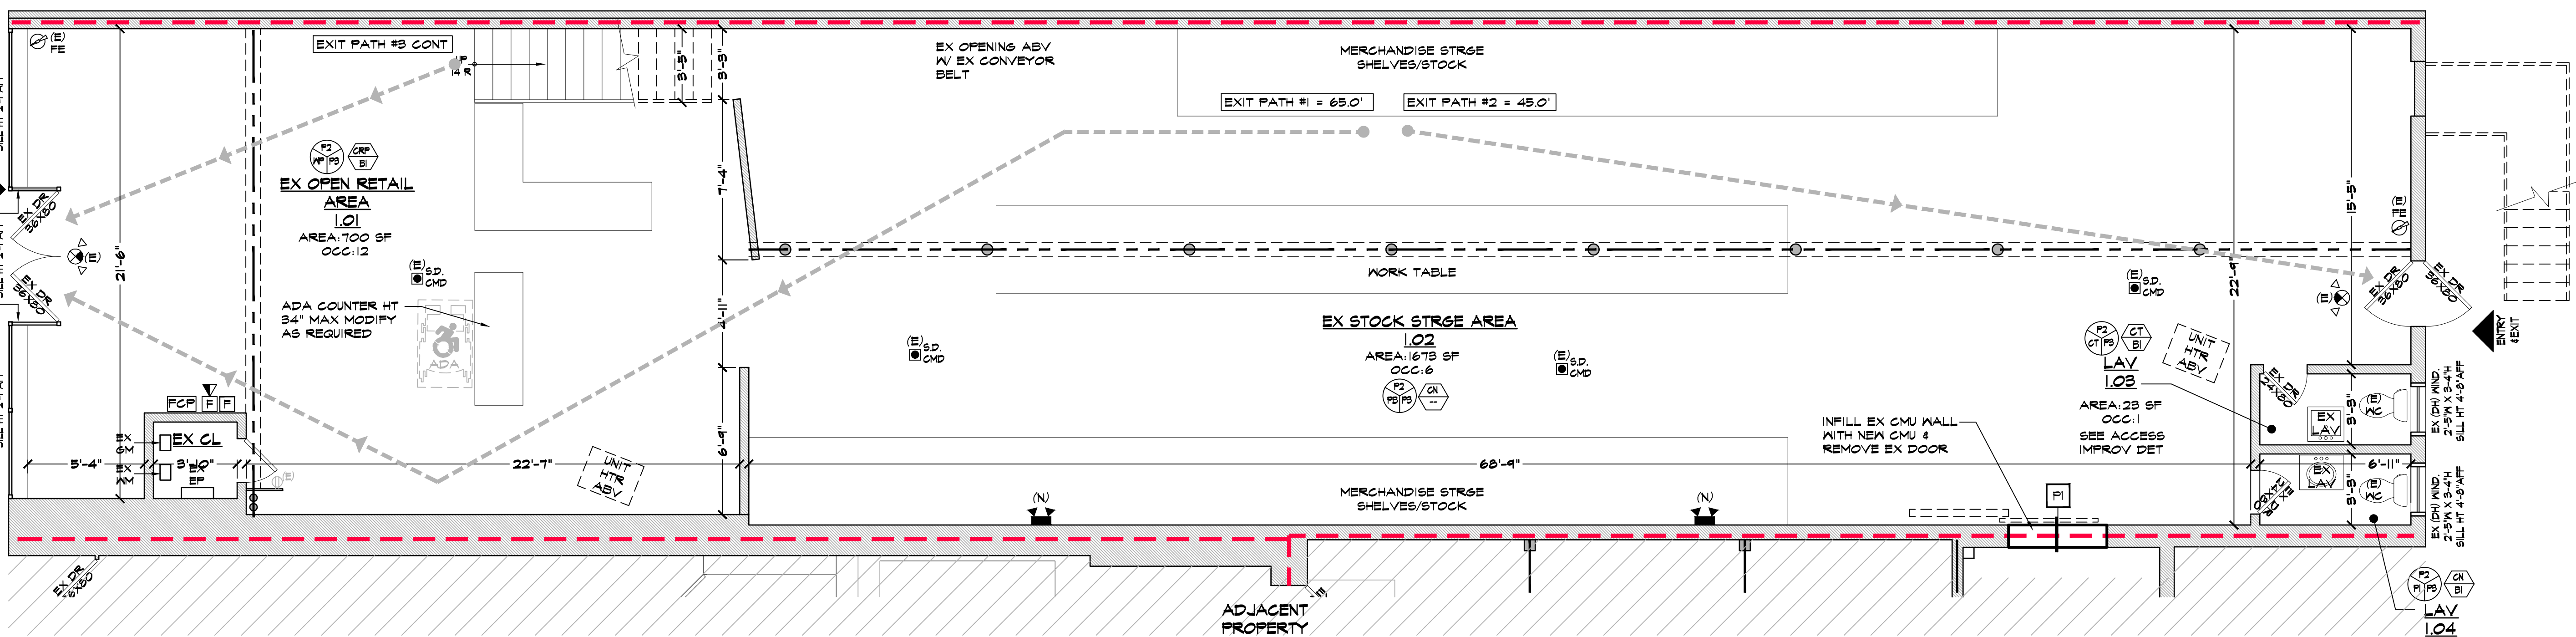 (E)
FE
EXIT PATH #3 CONT
UP
14 R
3'-5"
3'-3"
EX OPENING ABV
W/ EX CONVEYOR
BELT
MERCHANDISE STRGE
SHELVES/STOCK
EXIT PATH #1 = 65.0'
EXIT PATH #2 = 45.0'
P2
WP P3
CRP
B1
EX OPEN RETAIL
AREA
1.01
AREA:700 SF
OCC:12
EX DR
36X80
(E)
EX DR
36X80
21'-6"
7'-4"
(E)
S.D.
CMD
ADA COUNTER HT
34" MAX MODIFY
AS REQUIRED
ADA
4'-11"
WORK TABLE
EX STOCK STRGE AREA
1.02
AREA:1673 SF
OCC:6
P2
PB P3
CN
--
(E)
S.D.
CMD
(E)
S.D.
CMD
(E)
S.D.
CMD
15'-5"
22'-9"
(E)
FE
(E)
EX DR
36X80
EX DR
36X80
ENTRY
& EXIT
P2
CT P3
CT
B1
LAV
1.03
AREA:23 SF
OCC:1
SEE ACCESS
IMPROV DET
UNIT
HTR
ABV
EX DR
24X80
EX
LAV
(E)
WC
3'-3"
EX (DH) WIND.
2'-5"W X 3'-4"H
SILL HT 4'-8"AFF
FCP
F
F
EX
GM
EX CL
EX
WM
EX
EP
(E)
5'-4"
3'-10"
22'-7"
6'-9"
68'-9"
6'-11"
UNIT
HTR
ABV
INFILL EX CMU WALL
WITH NEW CMU &
REMOVE EX DOOR
P1
(N)
MERCHANDISE STRGE
SHELVES/STOCK
(N)
EX DR
24X80
EX
LAV
(E)
WC
3'-3"
EX (DH) WIND.
2'-5"W X 3'-4"H
SILL HT 4'-8"AFF
EX DR
ADJACENT
PROPERTY
P2
P1 P3
CN
B1
LAV
1.04